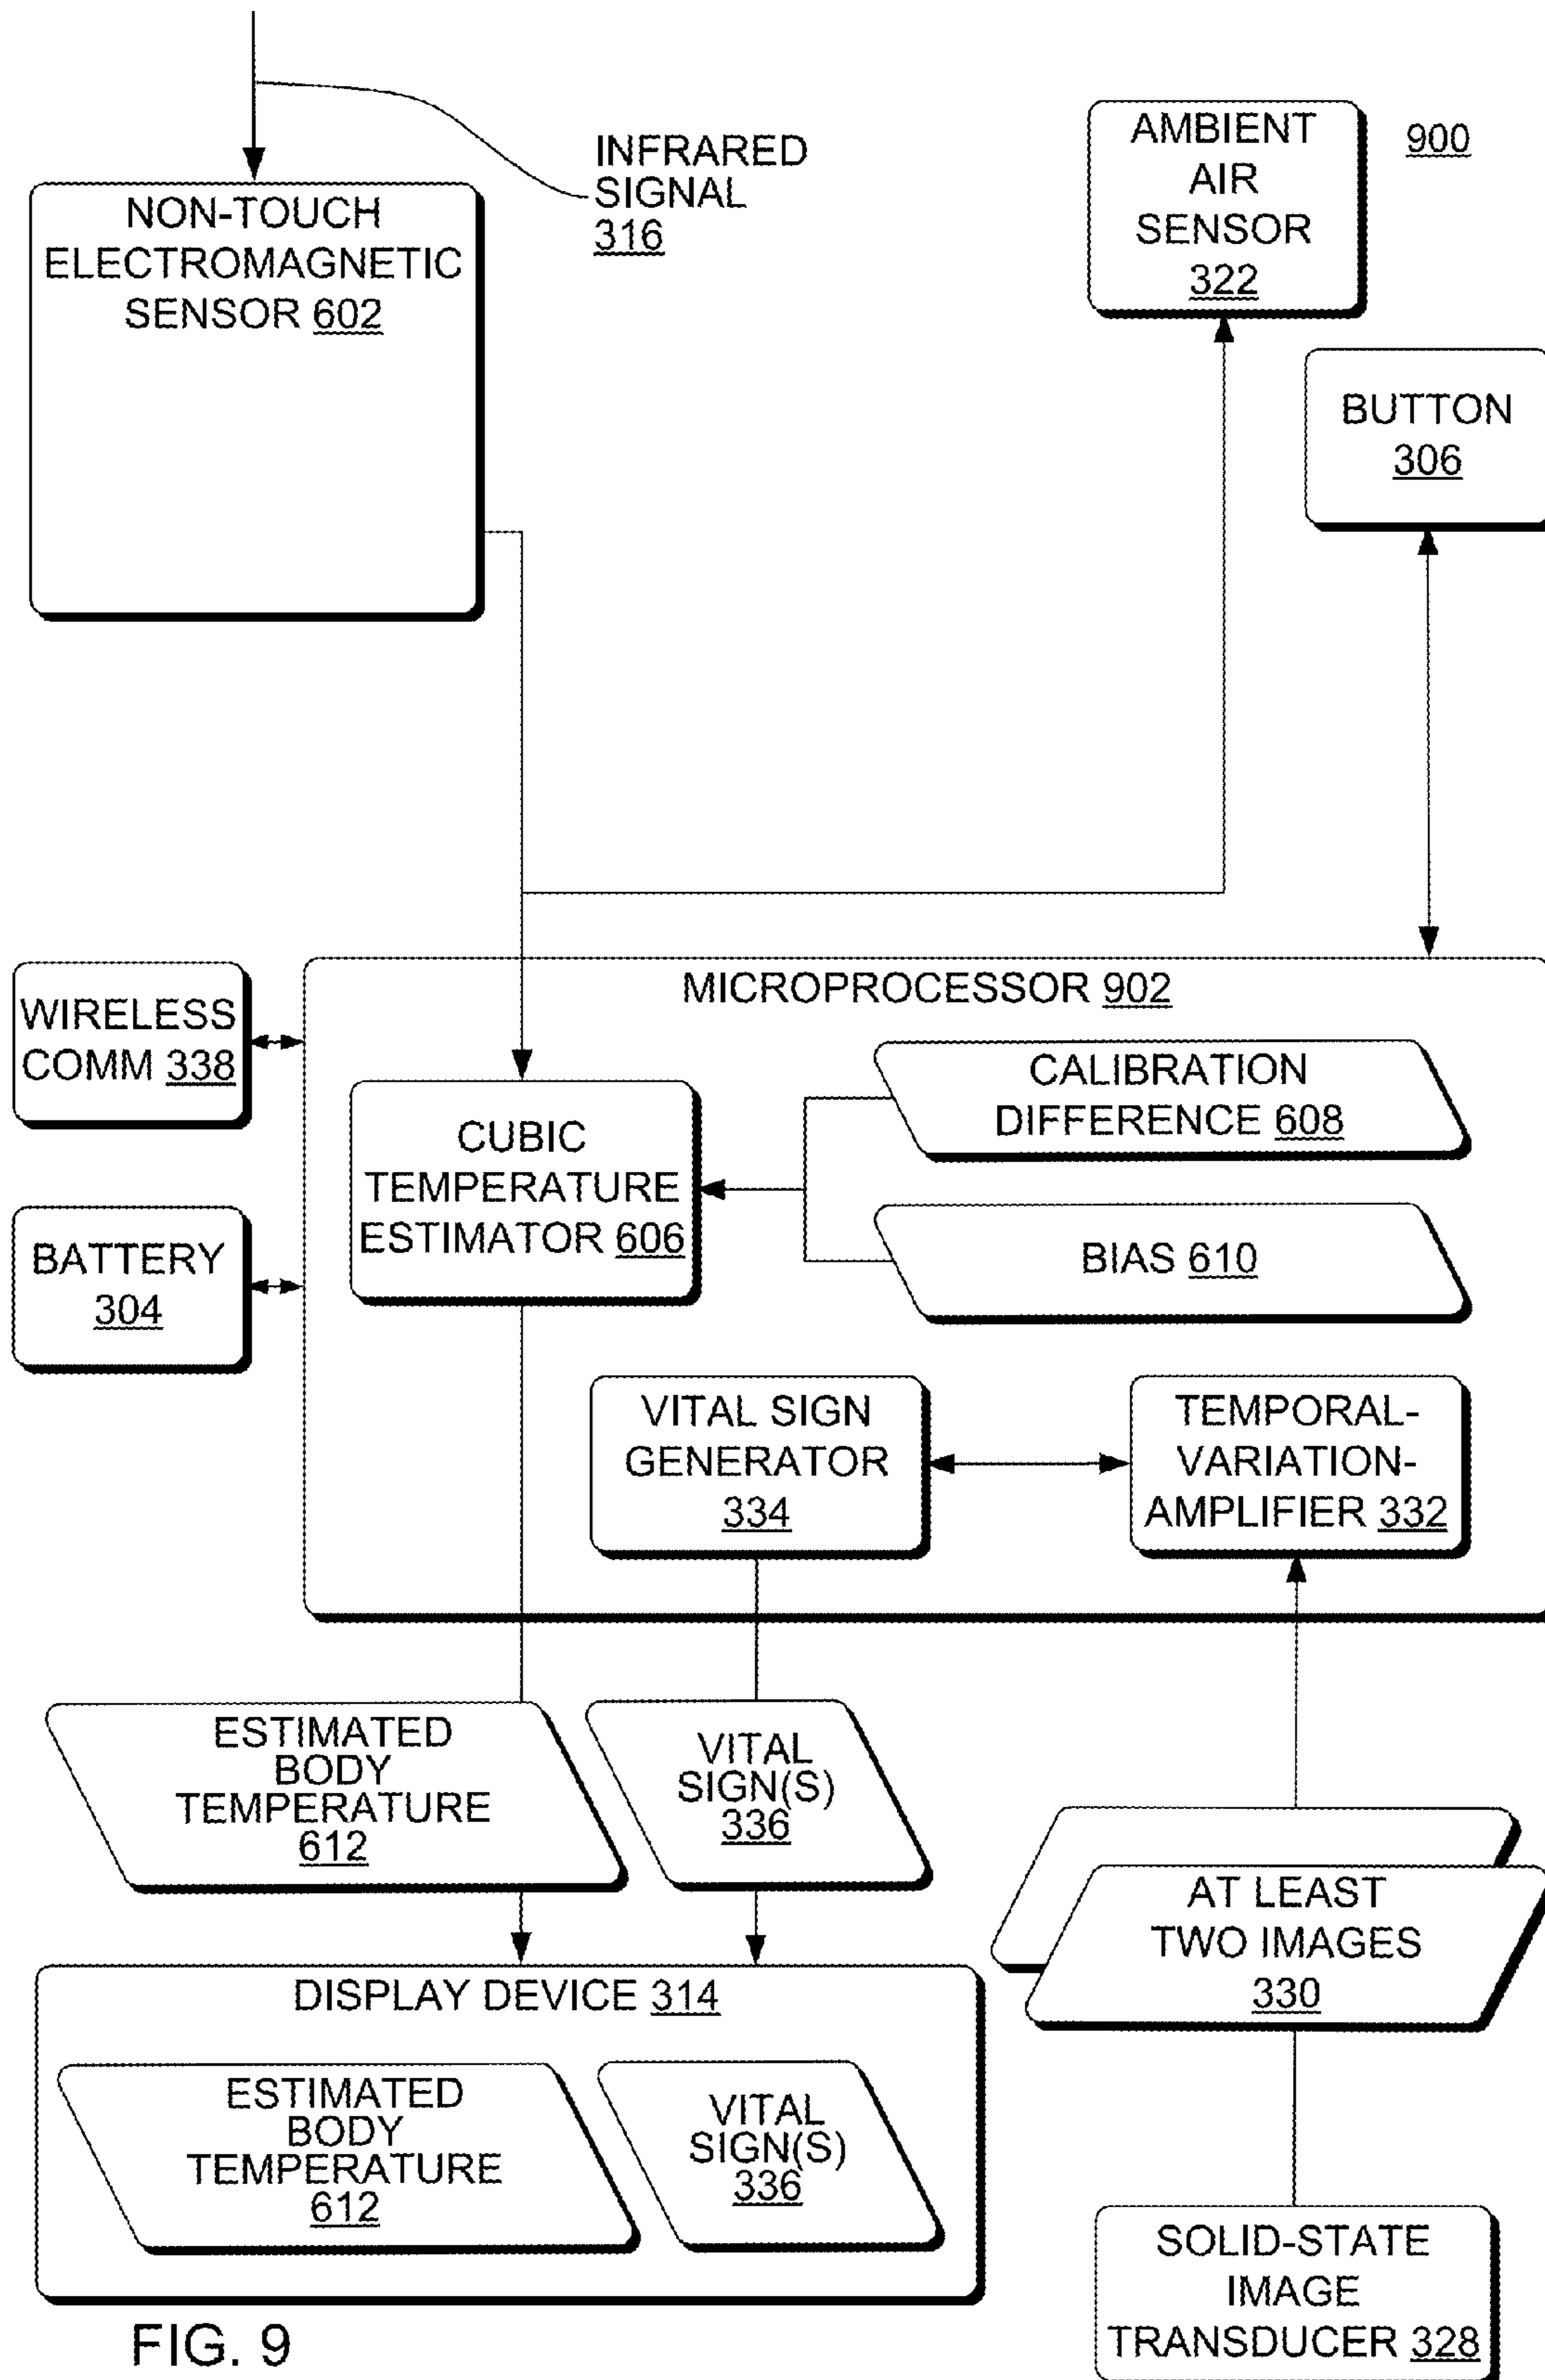 INFRARED
SIGNAL
316
AMBIENT
AIR
SENSOR
322
900
NON-TOUCH
ELECTROMAGNETIC
SENSOR 602
BUTTON
306
MICROPROCESSOR 902
WIRELESS
COMM 338
CALIBRATION
DIFFERENCE 608
CUBIC
TEMPERATURE
ESTIMATOR 606
BATTERY
304
BIAS 610
VITAL SIGN
GENERATOR
334
TEMPORAL-
VARIATION-
AMPLIFIER 332
ESTIMATED
BODY
TEMPERATURE
612
VITAL
SIGN(S)
336
AT LEAST
TWO IMAGES
330
DISPLAY DEVICE 314
ESTIMATED
BODY
TEMPERATURE
612
VITAL
SIGN(S)
336
SOLID-STATE
IMAGE
TRANSDUCER 328
FIG. 9